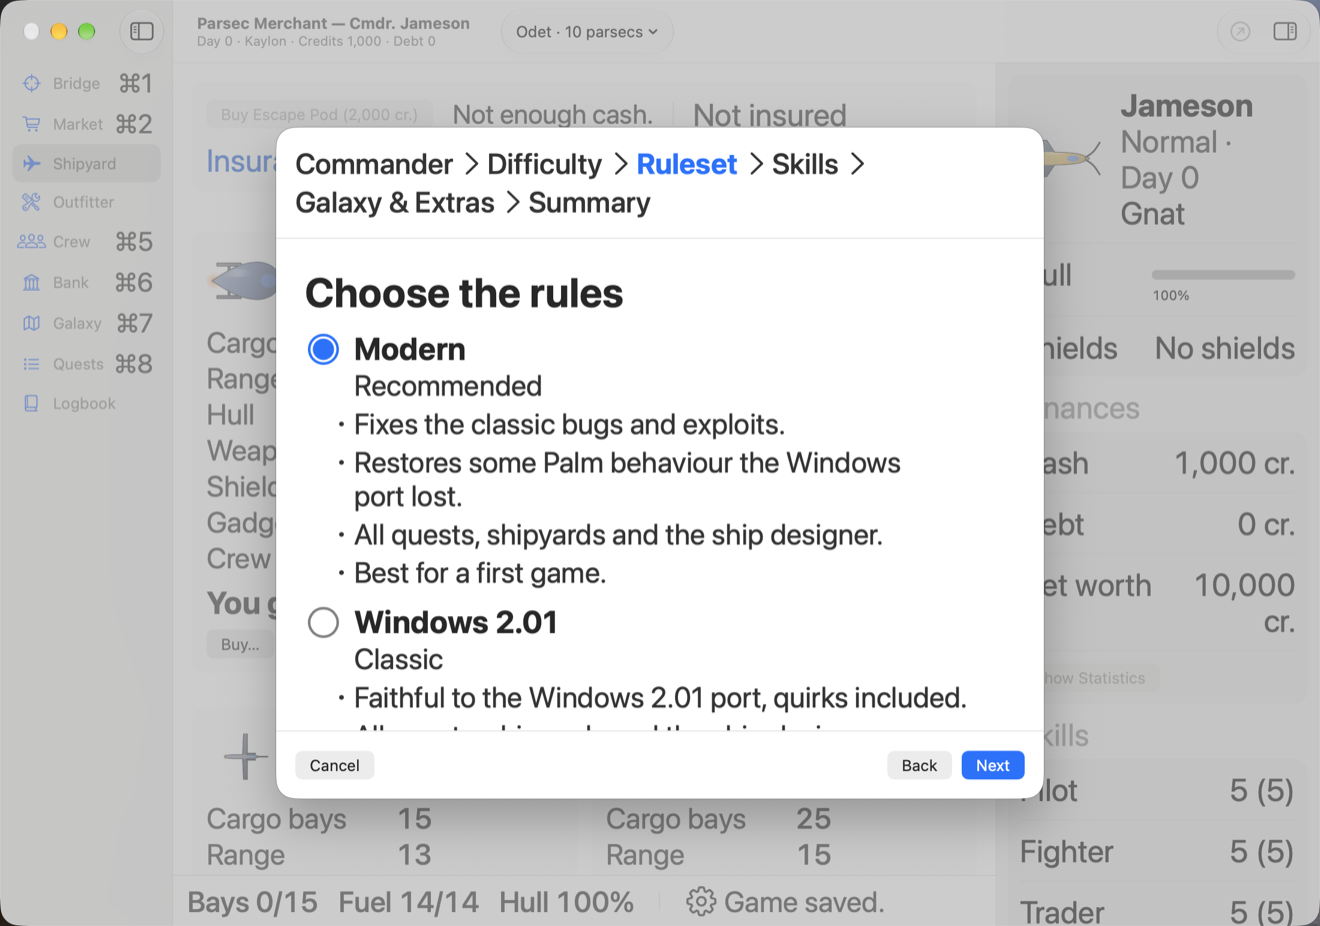 Parsec Merchant — Cmdr. Jameson
Day 0 · Kaylon · Credits 1,000 · Debt 0
Odet · 10 parsecs
Bridge ⌘1
Market ⌘2
Shipyard
Outfitter
Crew ⌘5
Bank ⌘6
Galaxy ⌘7
Quests ⌘8
Logbook
Buy Escape Pod (2,000 cr.)
Not enough cash.
Not insured
Commander > Difficulty > Ruleset > Skills >
Galaxy & Extras > Summary
Choose the rules
Modern
Recommended
· Fixes the classic bugs and exploits.
· Restores some Palm behaviour the Windows
port lost.
· All quests, shipyards and the ship designer.
· Best for a first game.
Windows 2.01
Classic
· Faithful to the Windows 2.01 port, quirks included.
Cancel
Back
Next
Range
Hull
Crew
You
Buy...
Cargo bays 15
Range 13
Cargo bays 25
Range 15
Bays 0/15 Fuel 14/14 Hull 100%
Game saved.
Jameson
Normal ·
Day 0
Gnat
100%
No shields
1,000 cr.
0 cr.
10,000
cr.
Statistics
5 (5)
Fighter 5 (5)
Trader 5 (5)